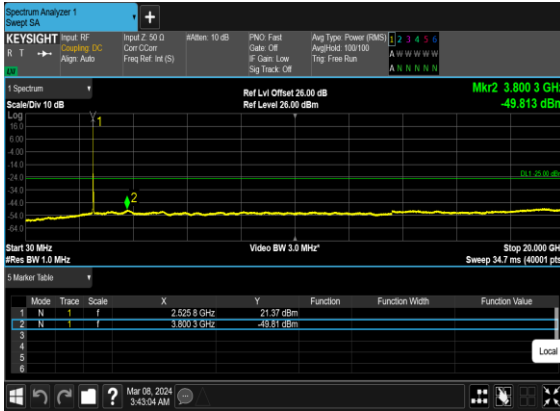 Spectrum Analyzer 1
Swept SA
+
KEYSIGHT Input: RF Input Z: 50 Ω #Atten: 10 dB PNO: Fast Avg Type: Power (RMS) 1 2 3 4 5 6
R T Coupling: DC Corr CCorr Gate: Off Avg|Hold: 100/100 A W W W W W
Align: Auto Freq Ref: Int (S) IF Gain: Low Trig: Free Run
Sig Track: Off A N N N N N
1 Spectrum Ref Lvl Offset 26.00 dB Mkr2 3.800 3 GHz
Scale/Div 10 dB Ref Level 26.00 dBm -49.813 dBm
Log
16.0
1
6.00
-4.00
-14.0
DL1 25.00 dBm
-24.0
-34.0
2
-44.0
-54.0
-64.0
Start 30 MHz Video BW 3.0 MHz* Stop 20.000 GHz
#Res BW 1.0 MHz Sweep 34.7 ms (40001 pts)
5 Marker Table
Mode Trace Scale X Y Function Function Width Function Value
1 N 1 f 2.525 8 GHz 21.37 dBm
2 N 1 f 3.800 3 GHz -49.81 dBm
3
4
5
6
Local
? Mar 08, 2024
3:43:04 AM